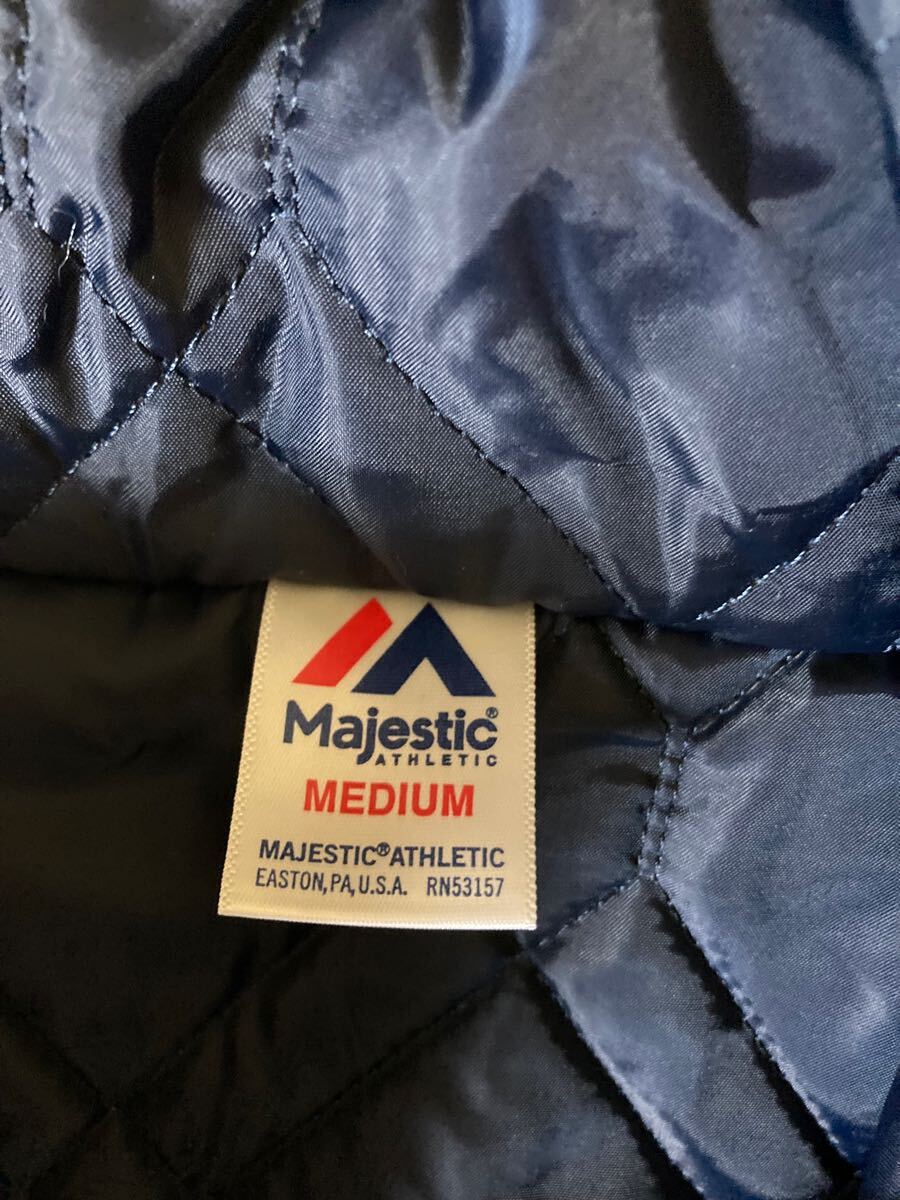 Majestic®
ATHLETIC
MEDIUM
MAJESTIC®ATHLETIC
EASTON, PA, U.S.A. RN53157